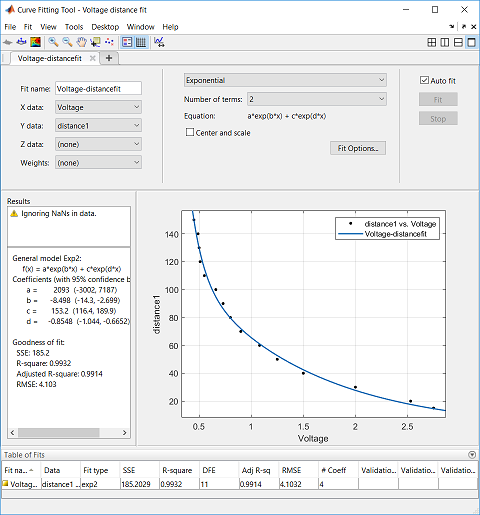 Curve Fitting Tool - Voltage distance fit
File Fit View Tools Desktop Window Help
Voltage-distancefit
Fit name: Voltage-distancefit
X data: Voltage
Y data: distance1
Z data: (none)
Weights: (none)
Exponential
Number of terms: 2
Equation: a*exp(b*x) + c*exp(d*x)
Center and scale
Fit Options...
Auto fit
Fit
Stop
Results
Ignoring NaNs in data.
General model Exp2:
f(x) = a*exp(b*x) + c*exp(d*x)
Coefficients (with 95% confidence b
a = 2093 (-3002, 7187)
b = -8.498 (-14.3, -2.699)
c = 153.2 (116.4, 189.9)
d = -0.8548 (-1.044, -0.6652)
Goodness of fit:
SSE: 185.2
R-square: 0.9932
Adjusted R-square: 0.9914
RMSE: 4.103
distance1 vs. Voltage
Voltage-distancefit
140
120
100
80
60
40
20
distance1
0.5 1 1.5 2 2.5
Voltage
Table of Fits
Fit na... Data Fit type SSE R-square DFE Adj R-sq RMSE # Coeff Validatio... Validatio... Validatio...
Voltag... distance1 ... exp2 185.2029 0.9932 11 0.9914 4.1032 4